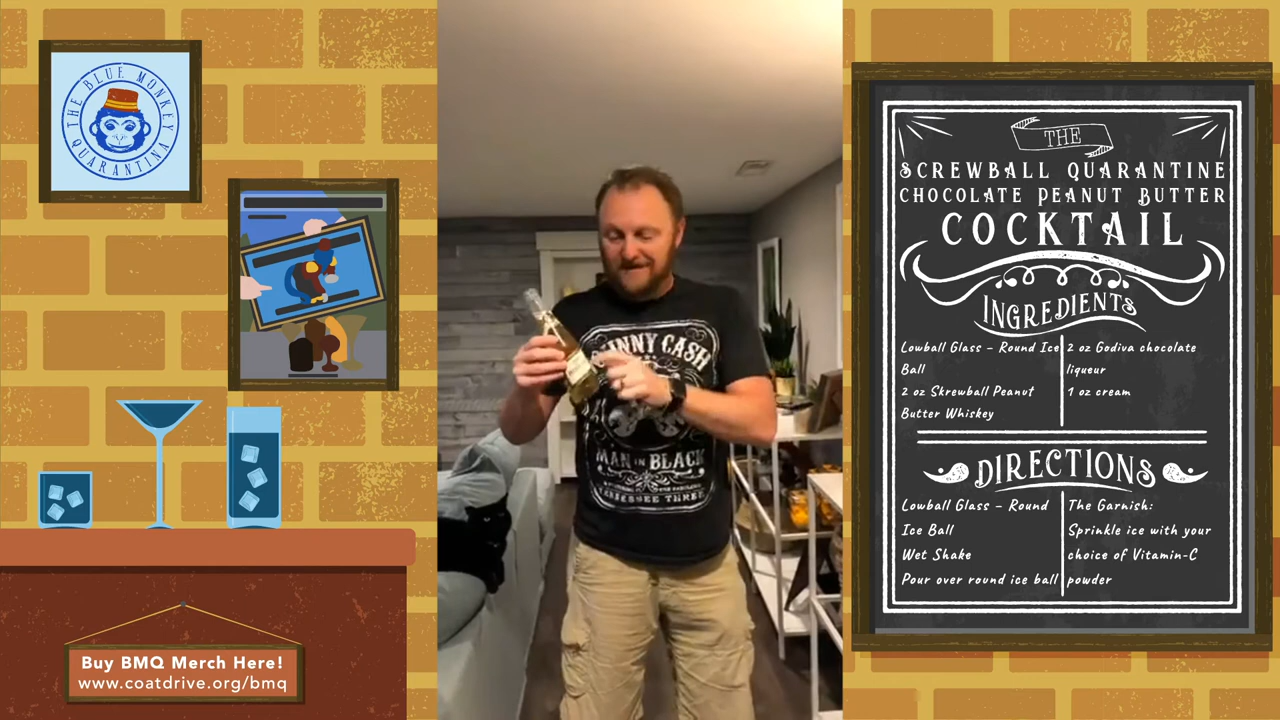 THE BLUE MONKEY
QUARANTINA
Buy BMQ Merch Here!
www.coatdrive.org/bmq
JOHNNY CASH
MAN IN BLACK
TENNESSEE THREE
THE
SCREWBALL QUARANTINE
CHOCOLATE PEANUT BUTTER
COCKTAIL
INGREDIENTS
Lowball Glass – Round Ice
Ball
2 oz Skrewball Peanut
Butter Whiskey
2 oz Godiva chocolate
liqueur
1 oz cream
DIRECTIONS
Lowball Glass – Round
Ice Ball
Wet Shake
Pour over round ice ball
The Garnish:
Sprinkle ice with your
choice of Vitamin-C
powder